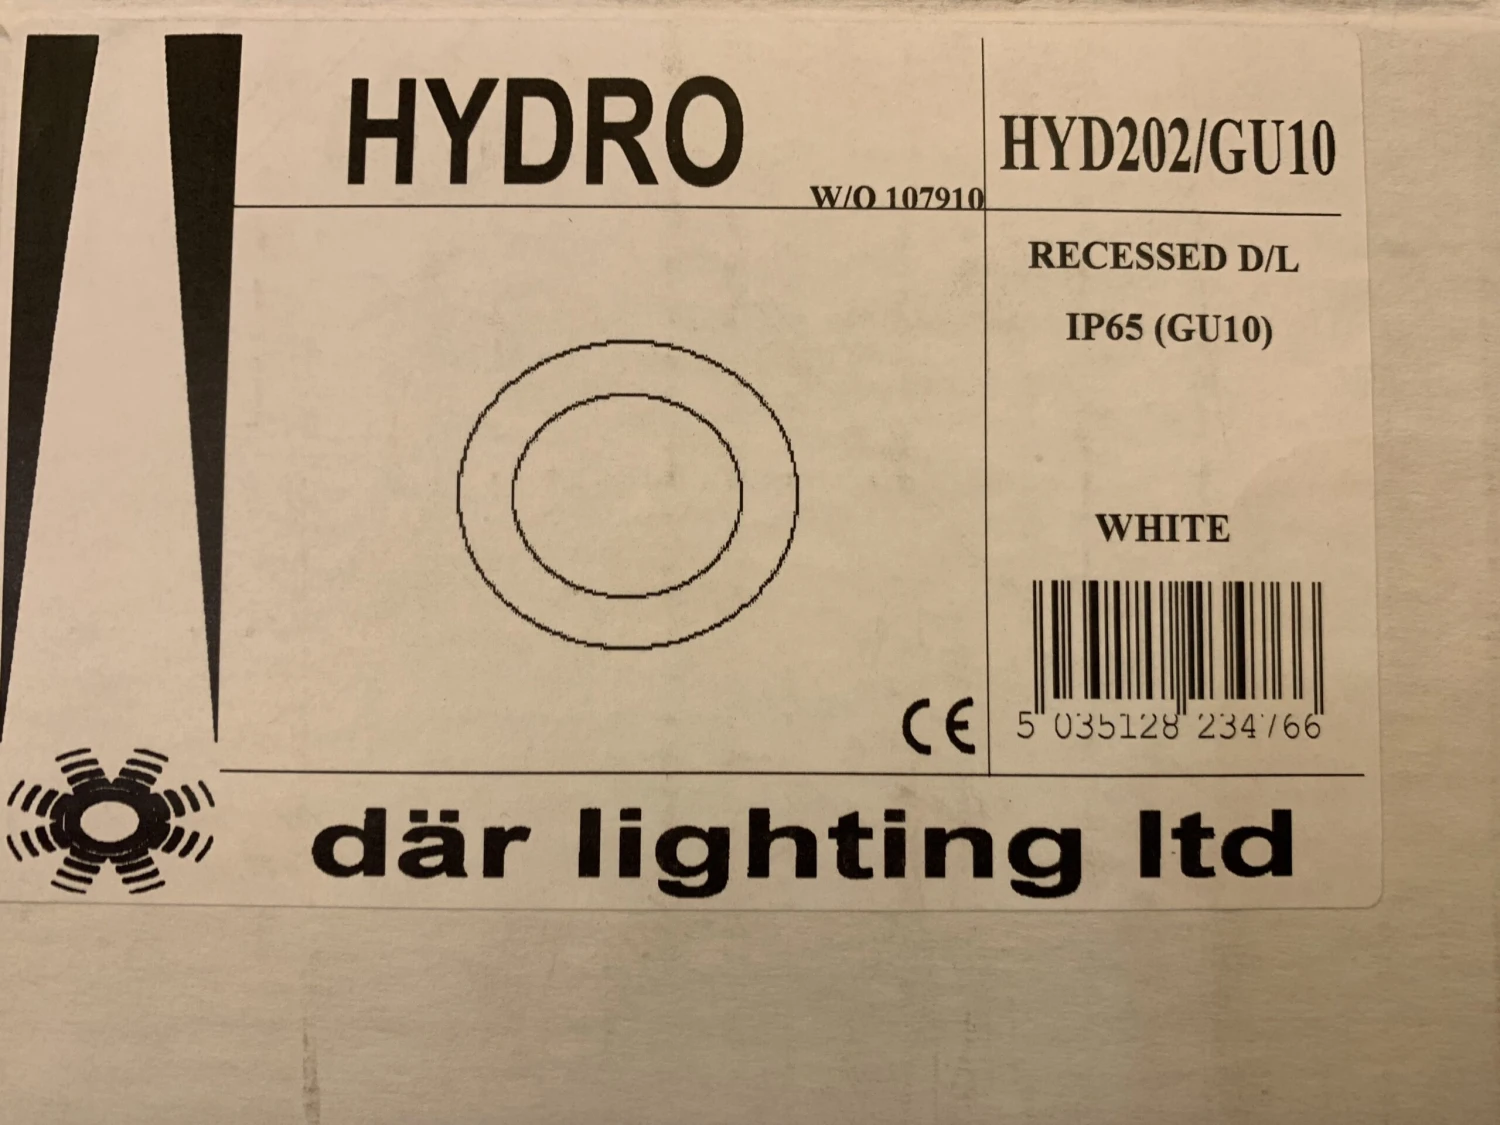 HYDRO
W/O 107910
HYD202/GU10
RECESSED D/L
IP65 (GU10)
WHITE
5 035128 234766
CE
där lighting ltd